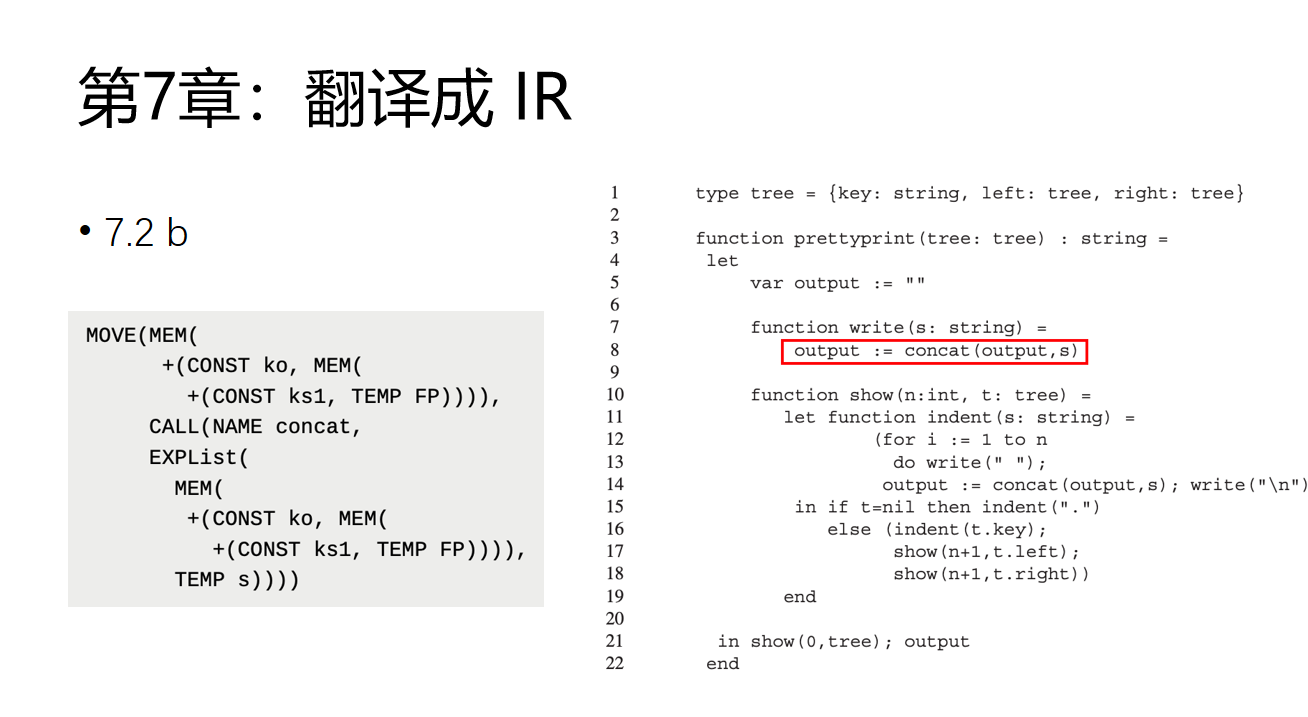 第7章：翻译成 IR
• 7.2 b
MOVE(MEM(
+(CONST ko, MEM(
+(CONST ks1, TEMP FP)))),
CALL(NAME concat,
EXPList(
MEM(
+(CONST ko, MEM(
+(CONST ks1, TEMP FP)))),
TEMP s))))
1 type tree = {key: string, left: tree, right: tree}
2
3 function prettyprint(tree: tree) : string =
4 let
5 var output := ""
6
7 function write(s: string) =
8 output := concat(output,s)
9
10 function show(n:int, t: tree) =
11 let function indent(s: string) =
12 (for i := 1 to n
13 do write(" ");
14 output := concat(output,s); write("\n")
15 in if t=nil then indent(".")
16 else (indent(t.key);
17 show(n+1,t.left);
18 show(n+1,t.right))
19 end
20
21 in show(0,tree); output
22 end